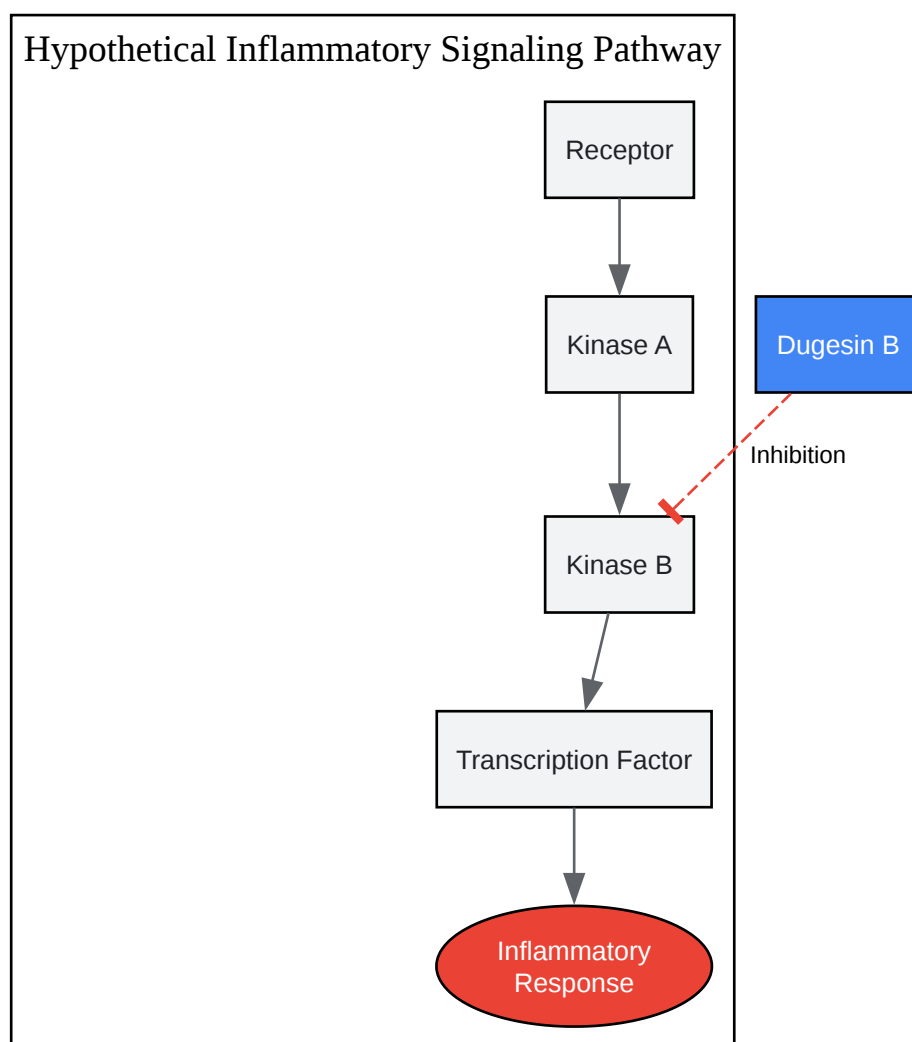 Hypothetical Inflammatory Signaling Pathway
Receptor
Kinase A
Dugesin B
Inhibition
Kinase B
Transcription Factor
Inflammatory
Response